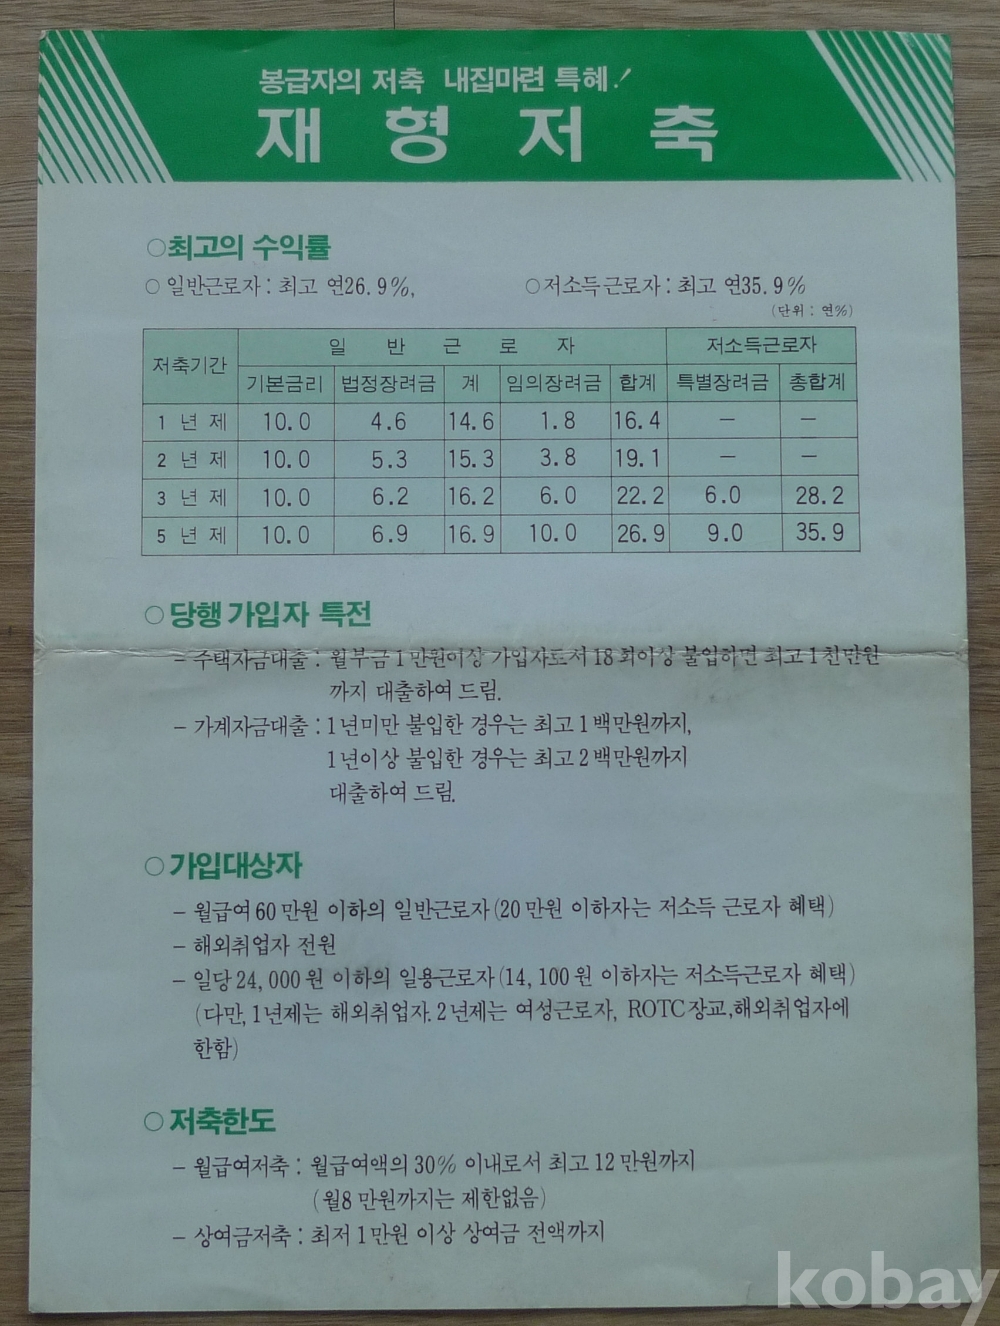 봉급자의 저축 내집마련 특혜!
재형저축
○최고의 수익률
○ 일반근로자 : 최고 연26.9%, ○저소득근로자 : 최고 연35.9%
(단위 : 연%)
저축기간 일반근로자 저소득근로자
기본금리 법정장려금 계 임의장려금 합계 특별장려금 총합계
1년제 10.0 4.6 14.6 1.8 16.4 — —
2년제 10.0 5.3 15.3 3.8 19.1 — —
3년제 10.0 6.2 16.2 6.0 22.2 6.0 28.2
5년제 10.0 6.9 16.9 10.0 26.9 9.0 35.9
○ 당행 가입자 특전
– 주택자금대출 : 월부금 1만원이상 가입자로서 18회이상 불입하면 최고 1천만원
까지 대출하여 드림.
– 가계자금대출 : 1년미만 불입한 경우는 최고 1백만원까지,
1년이상 불입한 경우는 최고 2백만원까지
대출하여 드림.
○ 가입대상자
– 월급여 60만원 이하의 일반근로자(20만원 이하자는 저소득 근로자 혜택)
– 해외취업자 전원
– 일당 24,000원 이하의 일용근로자(14,100원 이하자는 저소득근로자 혜택)
(다만, 1년제는 해외취업자. 2년제는 여성근로자, ROTC장교,해외취업자에
한함)
○ 저축한도
– 월급여저축 : 월급여액의 30% 이내로서 최고 12만원까지
(월8만원까지는 제한없음)
– 상여금저축 : 최저 1만원 이상 상여금 전액까지
kobay